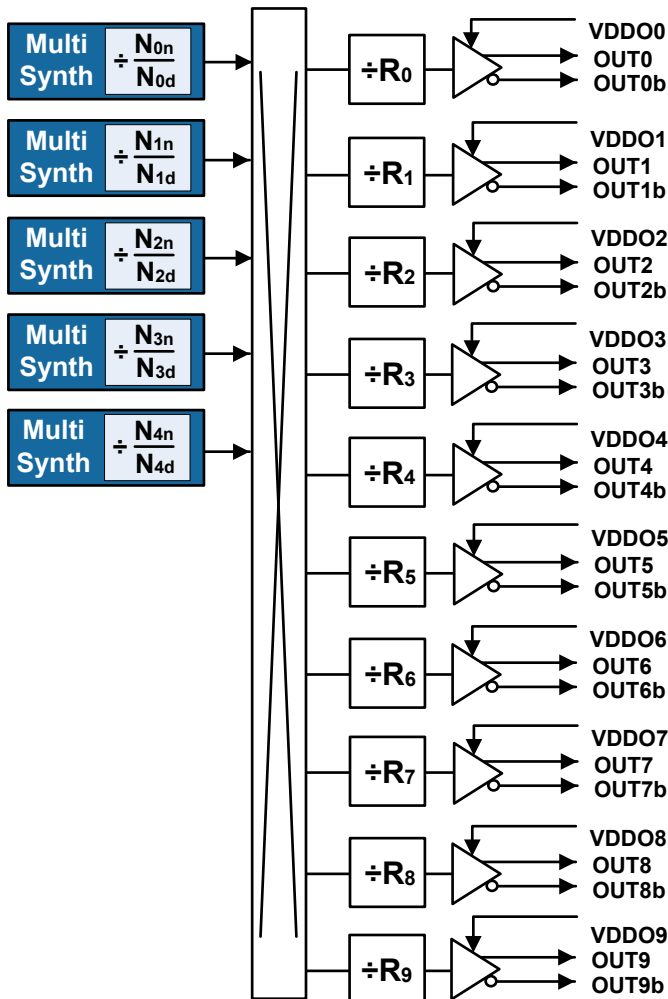 Multi Synth ÷ N0n N0d
Multi Synth ÷ N1n N1d
Multi Synth ÷ N2n N2d
Multi Synth ÷ N3n N3d
Multi Synth ÷ N4n N4d
÷R0
VDDO0
OUT0
OUT0b
÷R1
VDDO1
OUT1
OUT1b
÷R2
VDDO2
OUT2
OUT2b
÷R3
VDDO3
OUT3
OUT3b
÷R4
VDDO4
OUT4
OUT4b
÷R5
VDDO5
OUT5
OUT5b
÷R6
VDDO6
OUT6
OUT6b
÷R7
VDDO7
OUT7
OUT7b
÷R8
VDDO8
OUT8
OUT8b
÷R9
VDDO9
OUT9
OUT9b